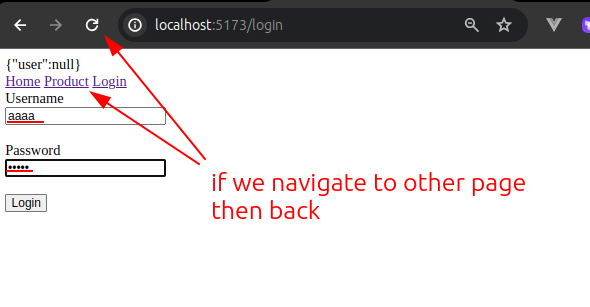 localhost:5173/login
{"user":null}
Home Product Login
Username
aaaa
Password
•••••
Login
if we navigate to other page
then back